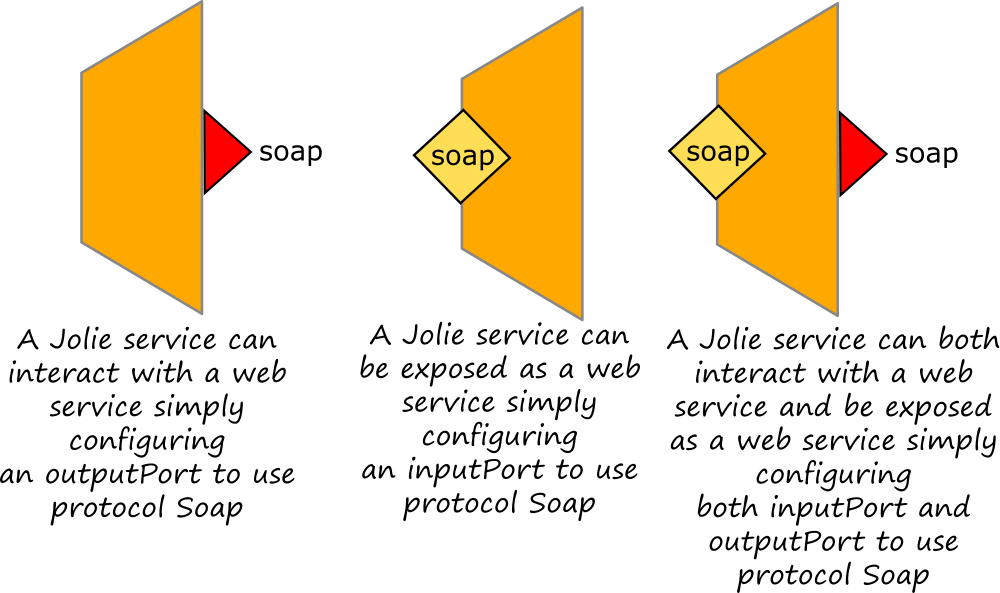 soap
A Jolie service can
interact with a web
service simply
configuring
an outputPort to use
protocol Soap
soap
A Jolie service can
be exposed as a web
service simply
configuring
an inputPort to use
protocol Soap
soap
soap
A Jolie service can both
interact with a web
service and be exposed
as a web service simply
configuring
both inputPort and
outputPort to use
protocol Soap